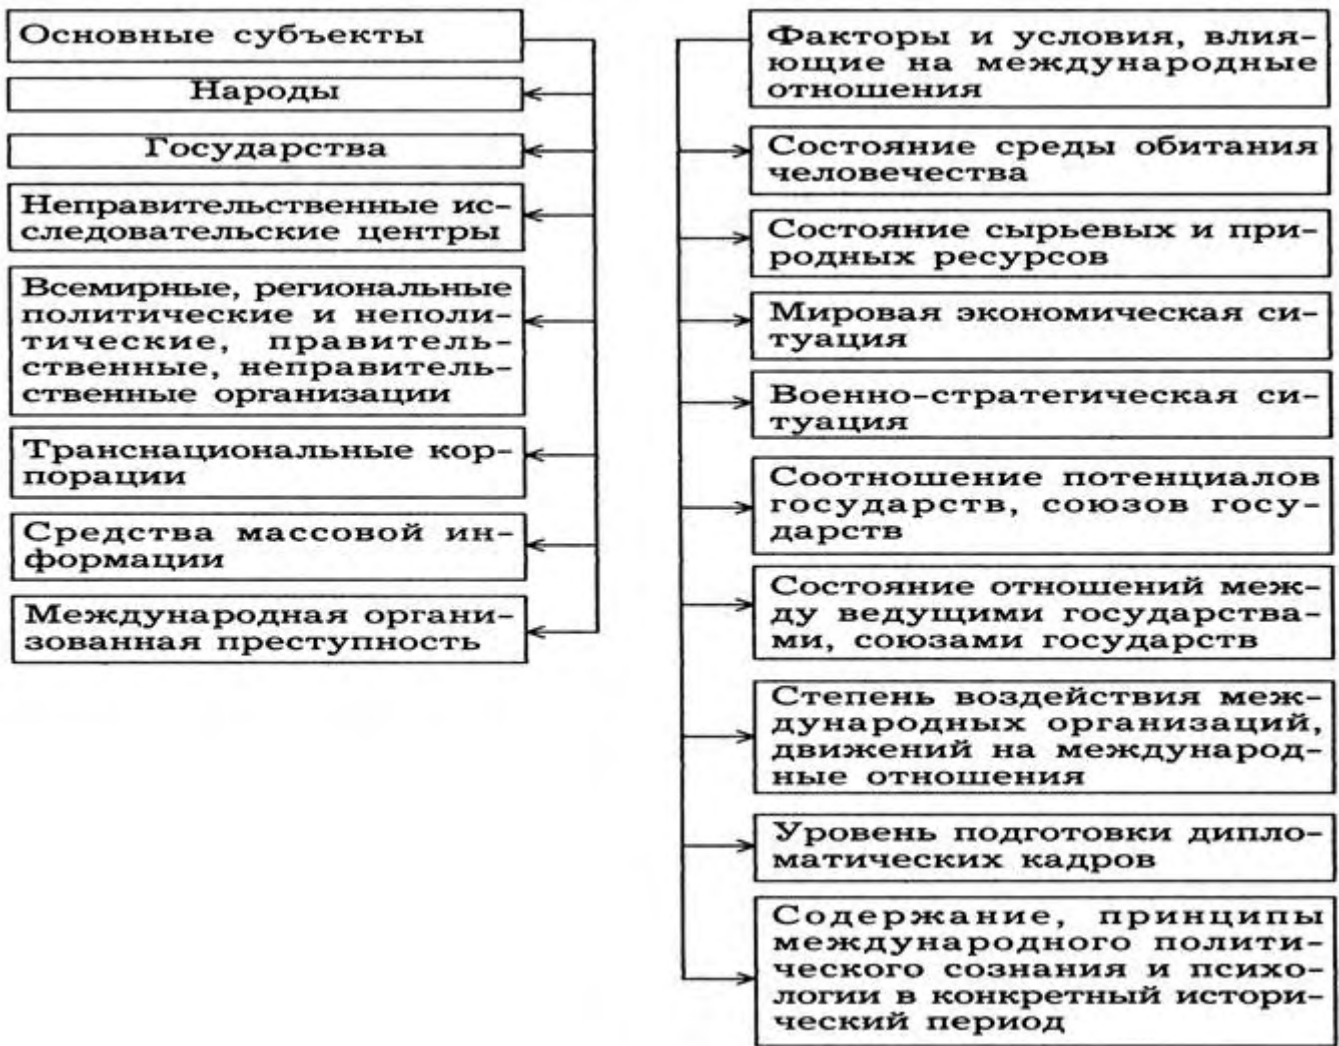 Основные субъекты
Народы
Государства
Неправительственные ис-
следовательские центры
Всемирные, региональные
политические и неполи-
тические, правитель-
ственные, неправитель-
ственные организации
Транснациональные кор-
порации
Средства массовой ин-
формации
Международная органи-
зованная преступность
Факторы и условия, влия-
ющие на международные
отношения
Состояние среды обитания
человечества
Состояние сырьевых и при-
родных ресурсов
Мировая экономическая си-
туация
Военно-стратегическая си-
туация
Соотношение потенциалов
государств, союзов госу-
дарств
Состояние отношений меж-
ду ведущими государства-
ми, союзами государств
Степень воздействия меж-
дународных организаций,
движений на международ-
ные отношения
Уровень подготовки дипло-
матических кадров
Содержание, принципы
международного полити-
ческого сознания и психо-
логии в конкретный истори-
ческий период